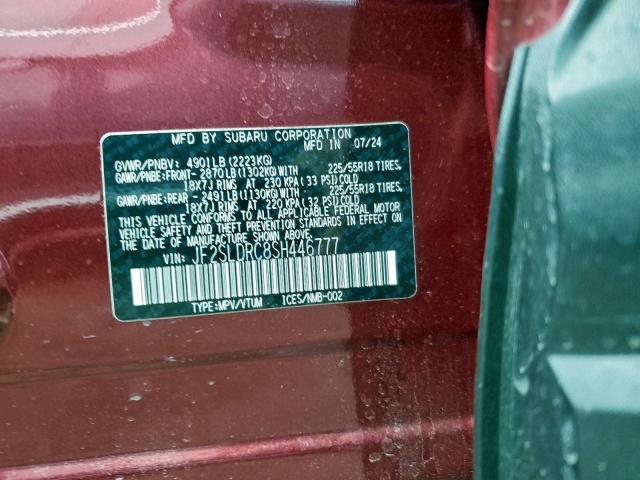 MFD BY SUBARU CORPORATION
MFD IN 07/24
GVWR/PNBV: 4901LB (2223KG)
GAWR/PNBE:FRONT- 2870LB(1302KG)WITH 225/55R18 TIRES,
18X7J RIMS AT 230 KPA(33 PSI)COLD
GAWR/PNBE:REAR - 2491LB(1130KG)WITH 225/55R18 TIRES,
18X7J RIMS AT 220 KPA(32 PSI)COLD
THIS VEHICLE CONFORMS TO ALL APPLICABLE FEDERAL MOTOR
VEHICLE SAFETY AND THEFT PREVENTION STANDARDS IN EFFECT ON
THE DATE OF MANUFACTURE SHOWN ABOVE.
VIN: JF2SLDRC8SH446777
TYPE:MPV/VTUM ICES/NMB-002